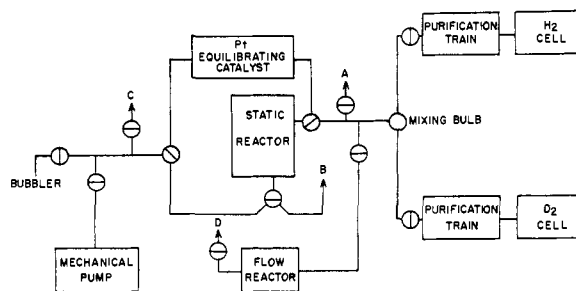 PURIFICATION
TRAIN
H2
CELL
Pt
EQUILIBRATING
CATALYST
A
C
STATIC
REACTOR
MIXING BULB
BUBBLER
B
D
MECHANICAL
PUMP
FLOW
REACTOR
PURIFICATION
TRAIN
D2
CELL